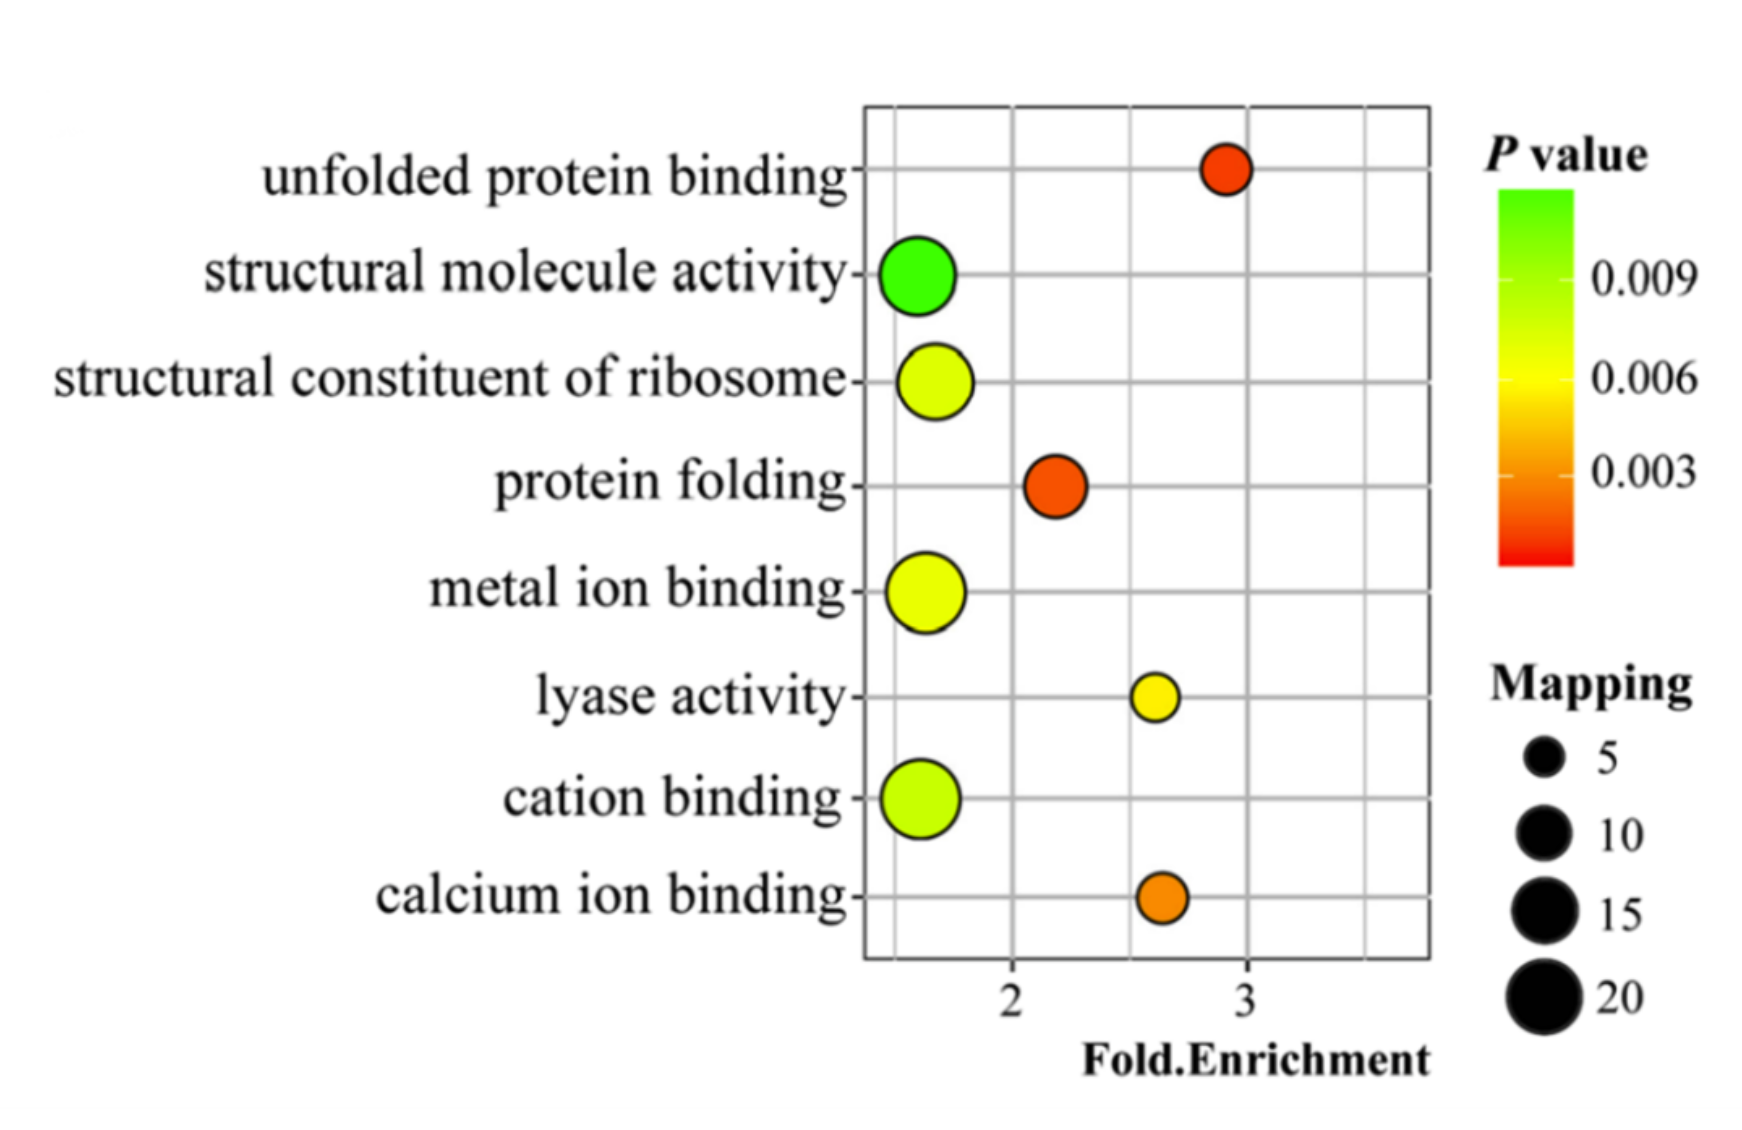 unfolded protein binding
structural molecule activity
structural constituent of ribosome
protein folding
metal ion binding
lyase activity
cation binding
calcium ion binding
2
3
Fold.Enrichment
P value
0.009
0.006
0.003
Mapping
5
10
15
20